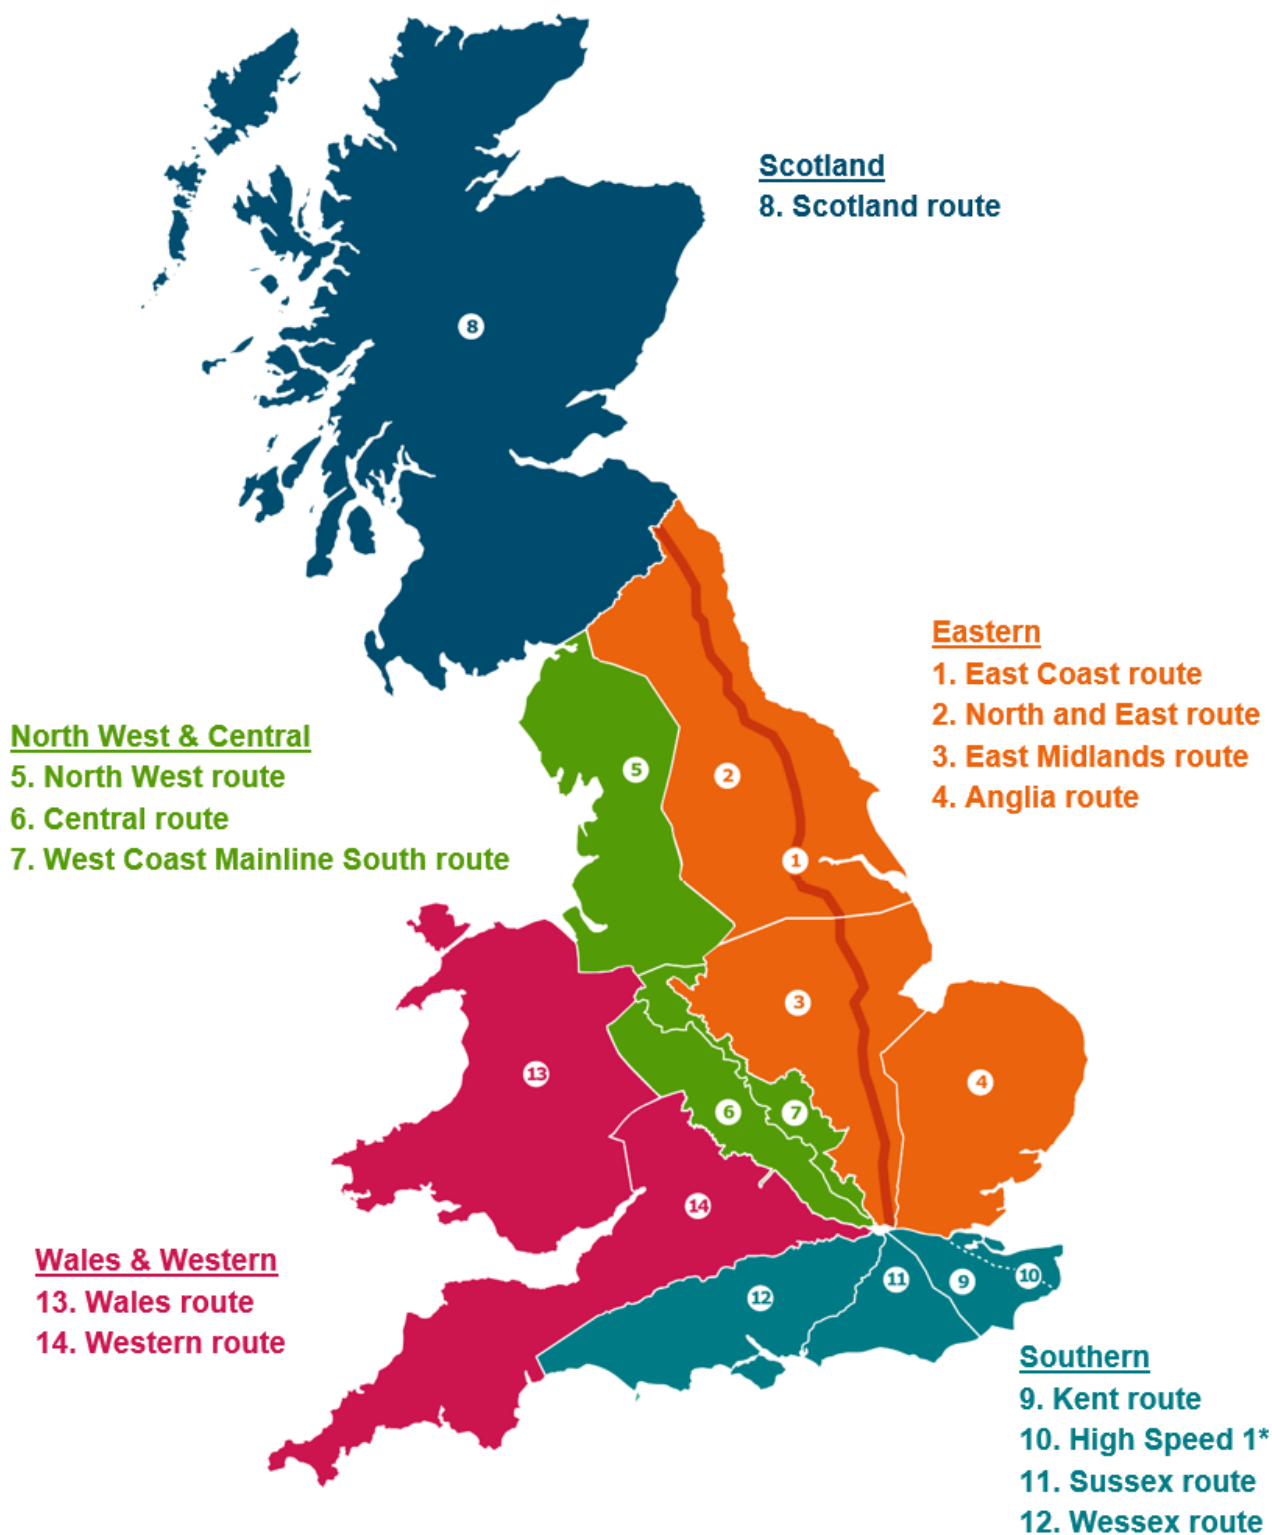 Scotland
8. Scotland route
8
Eastern
1. East Coast route
2. North and East route
3. East Midlands route
4. Anglia route
North West & Central
5. North West route
6. Central route
7. West Coast Mainline South route
5
2
1
3
13
4
6
7
14
Wales & Western
13. Wales route
14. Western route
12
11
9
10
Southern
9. Kent route
10. High Speed 1*
11. Sussex route
12. Wessex route